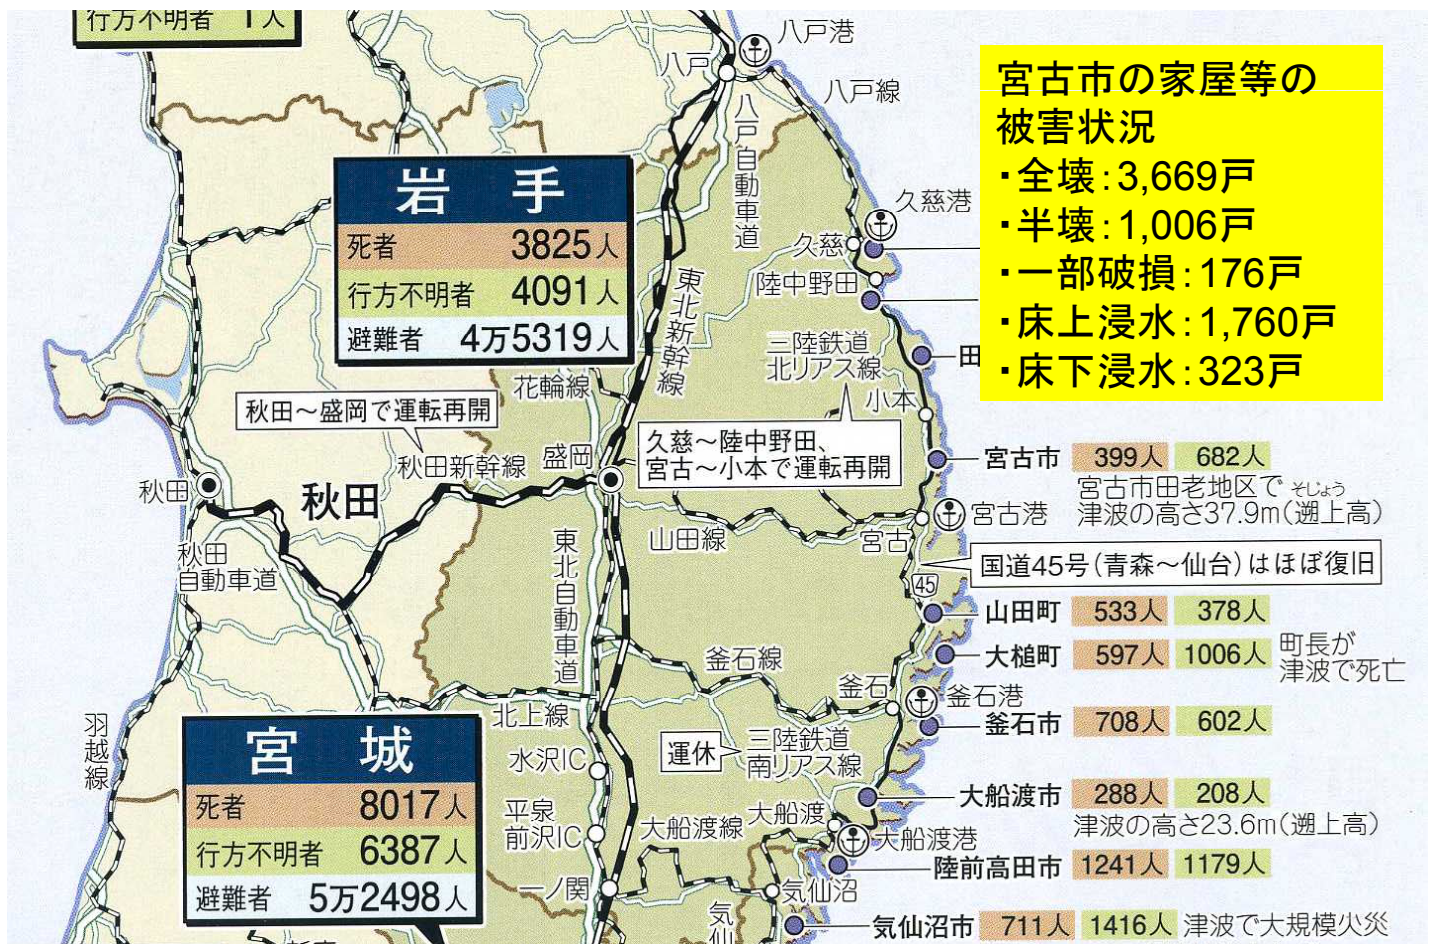 行方不明者 1人
八戸港
八戸
八戸線
八戸自動車道
宮古市の家屋等の
被害状況
・全壊：3,669戸
・半壊：1,006戸
・一部破損：176戸
・床上浸水：1,760戸
・床下浸水：323戸
岩 手
死者 3825人
行方不明者 4091人
避難者 4万5319人
久慈港
久慈
陸中野田
東北新幹線
三陸鉄道
北リアス線
田
小本
花輪線
秋田～盛岡で運転再開
久慈～陸中野田、
宮古～小本で運転再開
秋田新幹線
盛岡
秋田
秋田
秋田
自動車道
宮古市 399人 682人
宮古市田老地区で そじょう
津波の高さ37.9m(遡上高)
宮古港
宮古
山田線
東北自動車道
国道45号(青森～仙台)はほぼ復旧
45
山田町 533人 378人
大槌町 597人 1006人 町長が
津波で死亡
釜石線
釜石
釜石港
釜石市 708人 602人
北上線
羽越線
運休
三陸鉄道
南リアス線
水沢IC
宮 城
死者 8017人
行方不明者 6387人
避難者 5万2498人
平泉
前沢IC
大船渡市 288人 208人
津波の高さ23.6m(遡上高)
大船渡線
大船渡
大船渡港
陸前高田市 1241人 1179人
一ノ関
気仙沼
気仙
気仙沼市 711人 1416人 津波で大規模火災